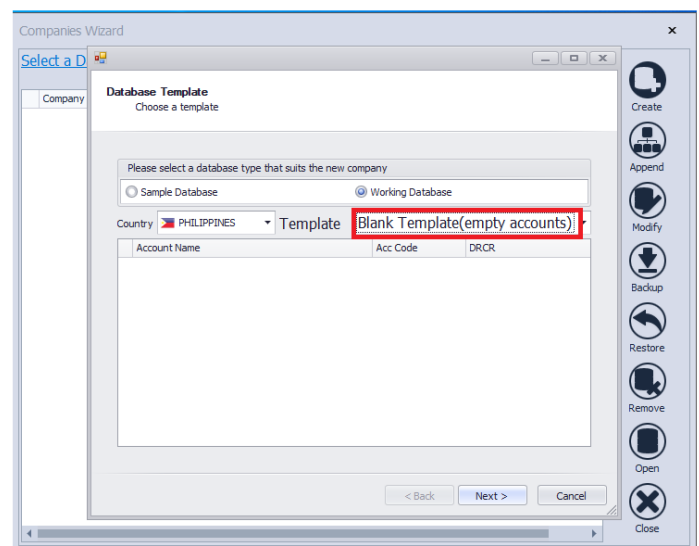 Companies Wizard
Select a D
Company
Database Template
Choose a template
Please select a database type that suits the new company
Sample Database
Working Database
Country PHILIPPINES Template Blank Template(empty accounts)
Account Name Acc Code DRCR
< Back Next > Cancel
Create
Append
Modify
Backup
Restore
Remove
Open
Close